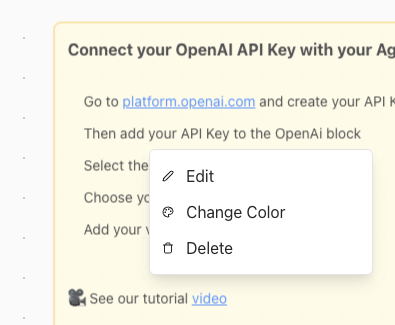 Connect your OpenAI API Key with your
Go to platform.openai.com and create your API
Then add your API Key to the OpenAi block
Select the
Choose
Add your
Edit
Change Color
Delete
See our tutorial video